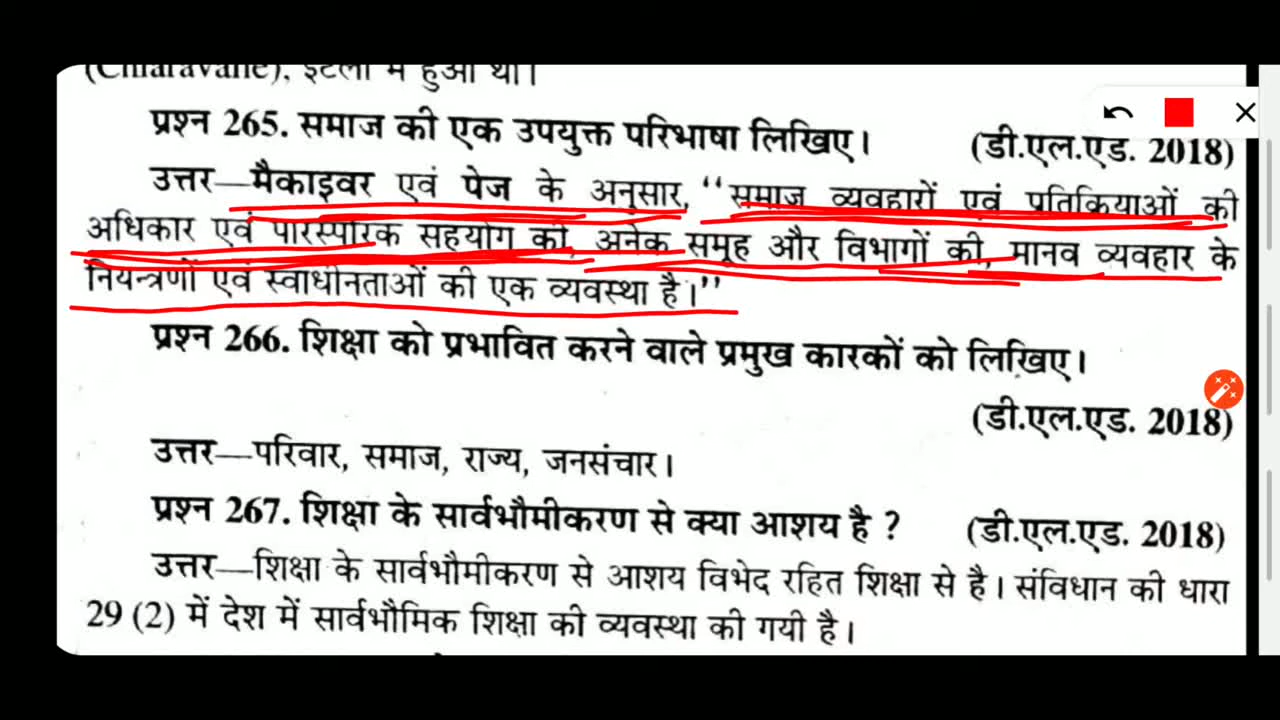 (Chiaravalle), इटली में हुआ था।
प्रश्न 265. समाज की एक उपयुक्त परिभाषा लिखिए। (डी.एल.एड. 2018)
उत्तर—मैकाइवर एवं पेज के अनुसार, ‘‘समाज व्यवहारों एवं प्रतिक्रियाओं की
अधिकार एवं पारस्परिक सहयोग की, अनेक समूह और विभागों की, मानव व्यवहार के
नियन्त्रणों एवं स्वाधीनताओं की एक व्यवस्था है।’’
प्रश्न 266. शिक्षा को प्रभावित करने वाले प्रमुख कारकों को लिखिए।
(डी.एल.एड. 2018)
उत्तर—परिवार, समाज, राज्य, जनसंचार।
प्रश्न 267. शिक्षा के सार्वभौमीकरण से क्या आशय है ? (डी.एल.एड. 2018)
उत्तर—शिक्षा के सार्वभौमीकरण से आशय विभेद रहित शिक्षा से है। संविधान की धारा
29 (2) में देश में सार्वभौमिक शिक्षा की व्यवस्था की गयी है।